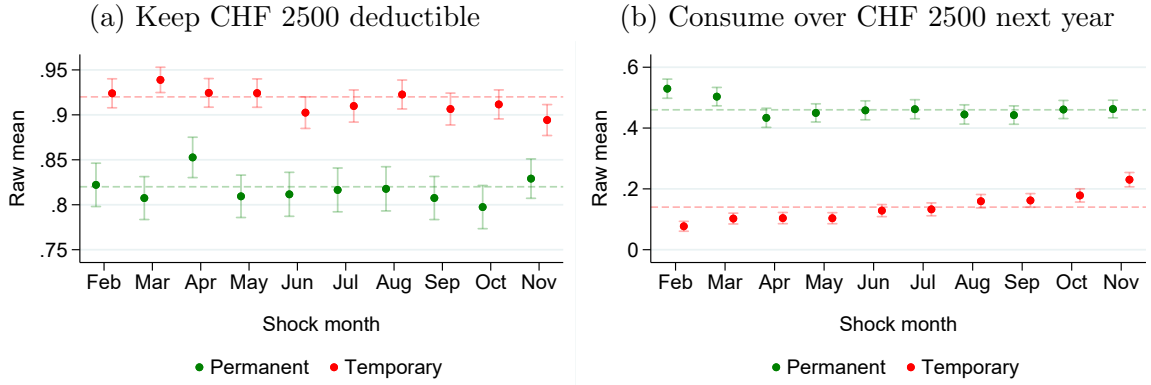 (a) Keep CHF 2500 deductible
Raw mean
.95
.9
.85
.8
.75
Feb Mar Apr May Jun Jul Aug Sep Oct Nov
Shock month
Permanent Temporary
(b) Consume over CHF 2500 next year
Raw mean
.6
.4
.2
0
Feb Mar Apr May Jun Jul Aug Sep Oct Nov
Shock month
Permanent Temporary